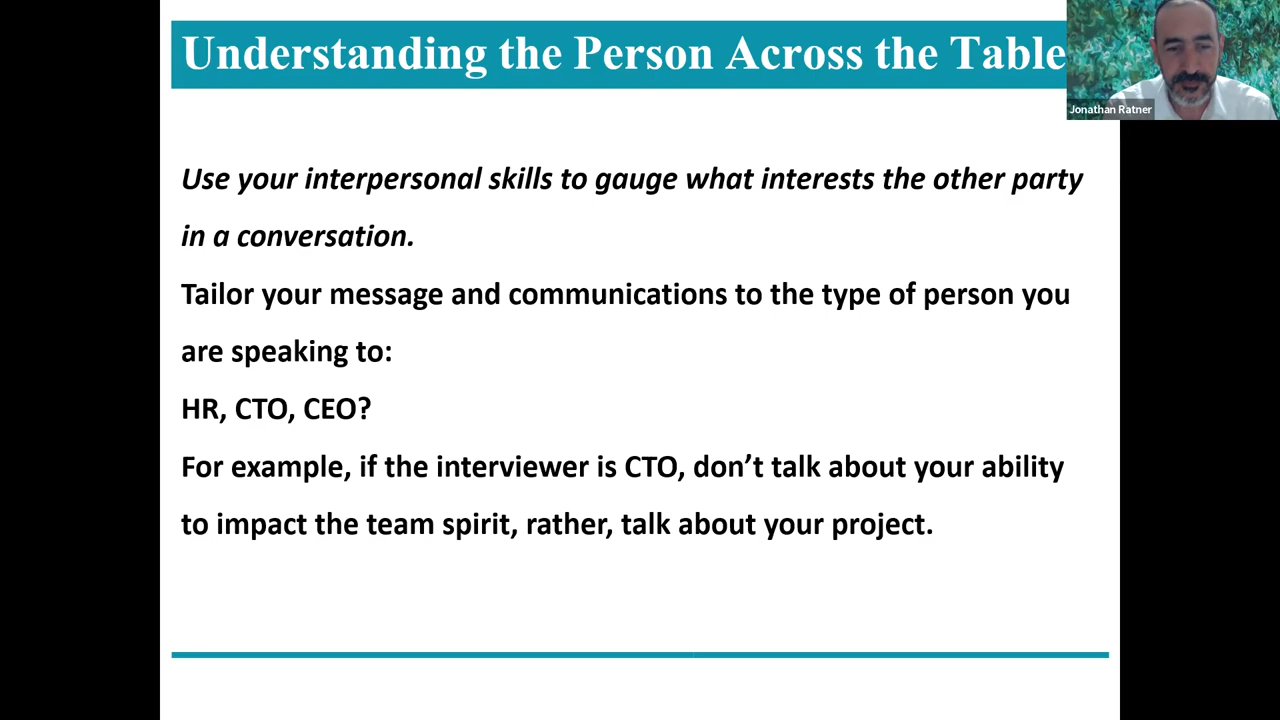 Understanding the Person Across the Table
Jonathan Ratner
Use your interpersonal skills to gauge what interests the other party
in a conversation.
Tailor your message and communications to the type of person you
are speaking to:
HR, CTO, CEO?
For example, if the interviewer is CTO, don’t talk about your ability
to impact the team spirit, rather, talk about your project.